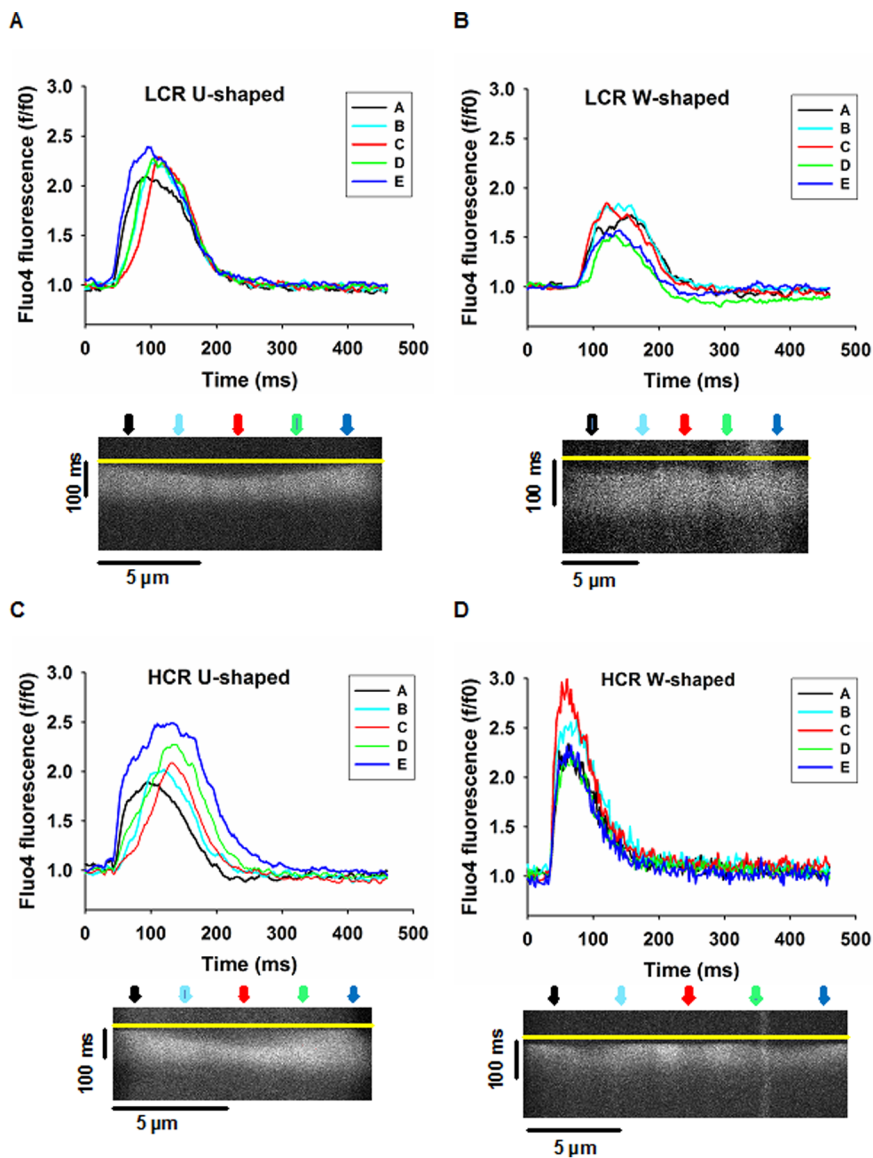 A
LCR U-shaped
Fluo4 fluorescence (f/f0)
3.0
2.5
2.0
1.5
1.0
0 100 200 300 400 500
Time (ms)
A
B
C
D
E
100 ms
5 µm
B
LCR W-shaped
Fluo4 fluorescence (f/f0)
3.0
2.5
2.0
1.5
1.0
0 100 200 300 400 500
Time (ms)
A
B
C
D
E
100 ms
5 µm
C
HCR U-shaped
Fluo4 fluorescence (f/f0)
3.0
2.5
2.0
1.5
1.0
0 100 200 300 400 500
Time (ms)
A
B
C
D
E
100 ms
5 µm
D
HCR W-shaped
Fluo4 fluorescence (f/f0)
3.0
2.5
2.0
1.5
1.0
0 100 200 300 400 500
Time (ms)
A
B
C
D
E
100 ms
5 µm